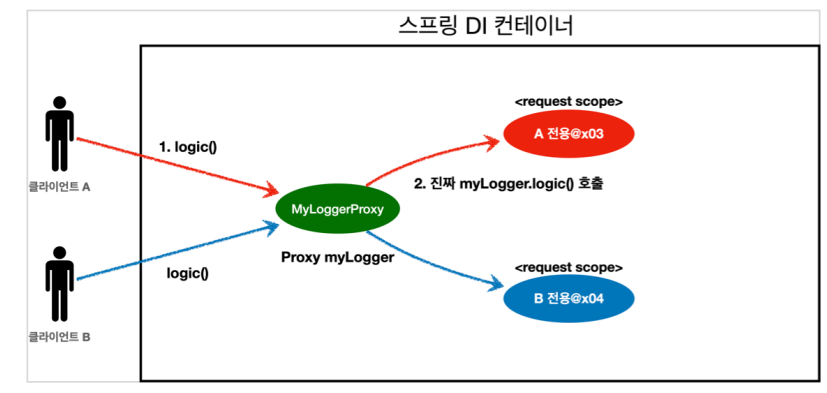 스프링 DI 컨테이너
<request scope>
A 전용@x03
1. logic()
2. 진짜 myLogger.logic() 호출
클라이언트 A
MyLoggerProxy
Proxy myLogger
<request scope>
logic()
B 전용@x04
클라이언트 B